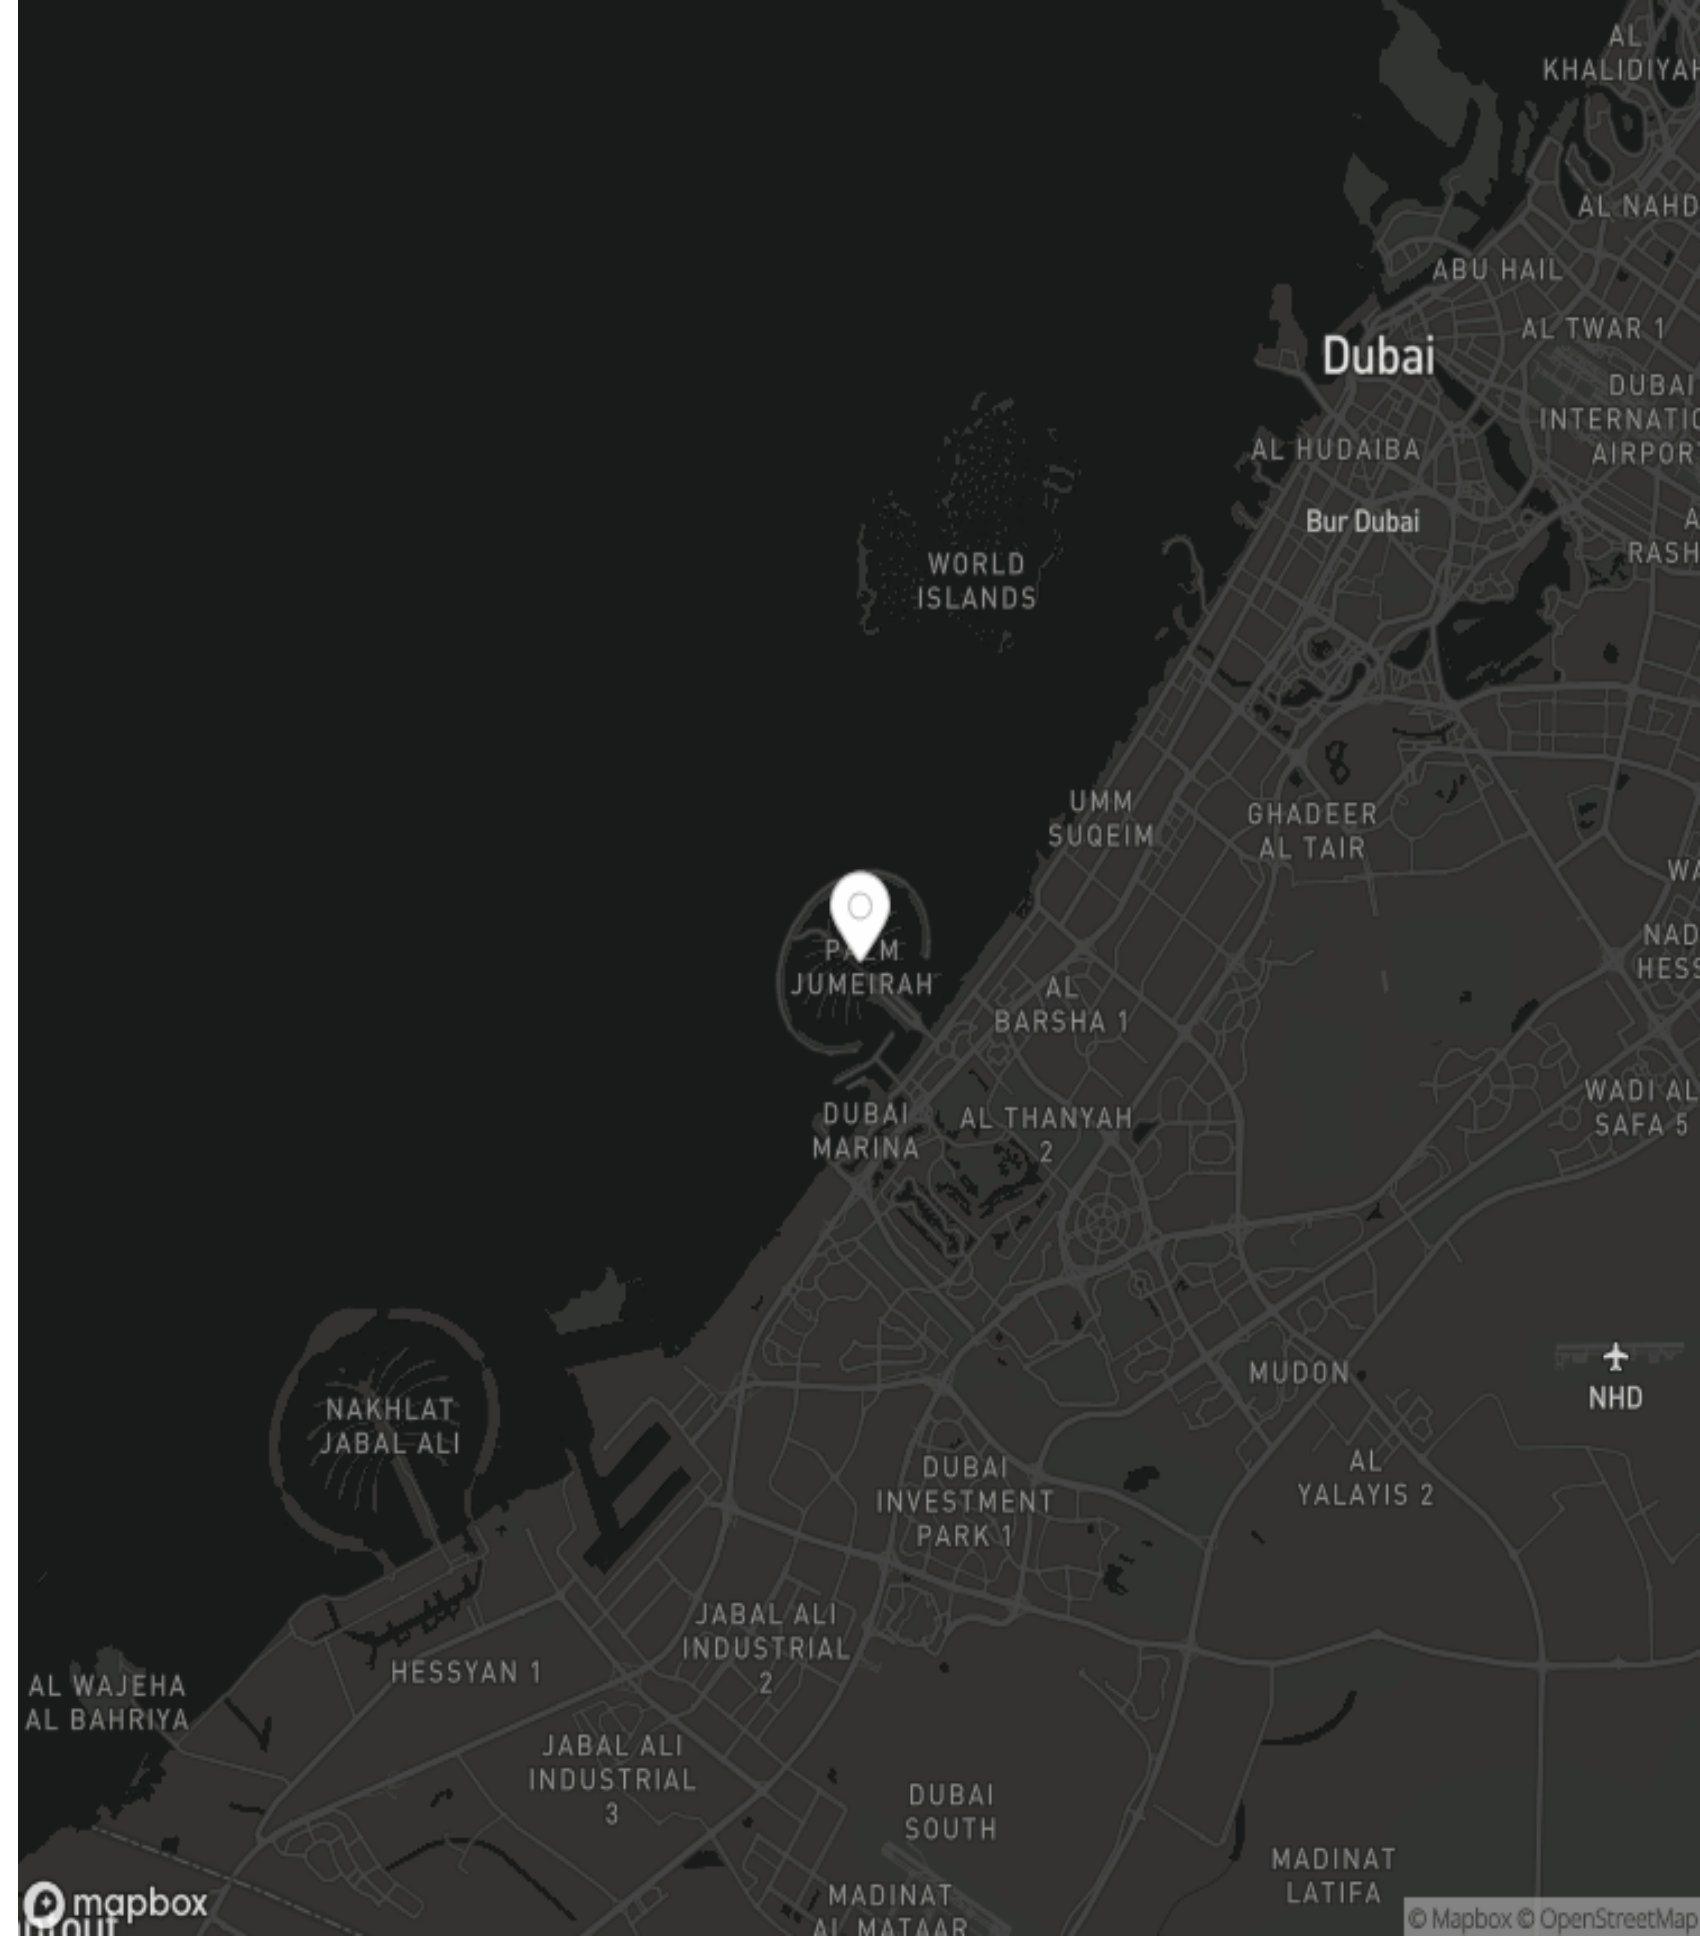 AL
KHALIDIYAH
AL NAHD
ABU HAIL
AL TWAR 1
Dubai
DUBAI
INTERNATIO
AIRPOR
AL HUDAIBA
Bur Dubai
A
RASH
WORLD
ISLANDS
UMM
SUQEIM
GHADEER
AL TAIR
WA
NAD
HESS
PALM
JUMEIRAH
AL
BARSHA 1
WADI AL
SAFA 5
DUBAI
MARINA
AL THANYAH
2
MUDON
NHD
NAKHLAT
JABAL ALI
AL
YALAYIS 2
DUBAI
INVESTMENT
PARK 1
JABAL ALI
INDUSTRIAL
2
HESSYAN 1
AL WAJEHA
AL BAHRIYA
JABAL ALI
INDUSTRIAL
3
DUBAI
SOUTH
MADINAT
LATIFA
MADINAT
AL MATAAR
mapbox
© Mapbox © OpenStreetMap